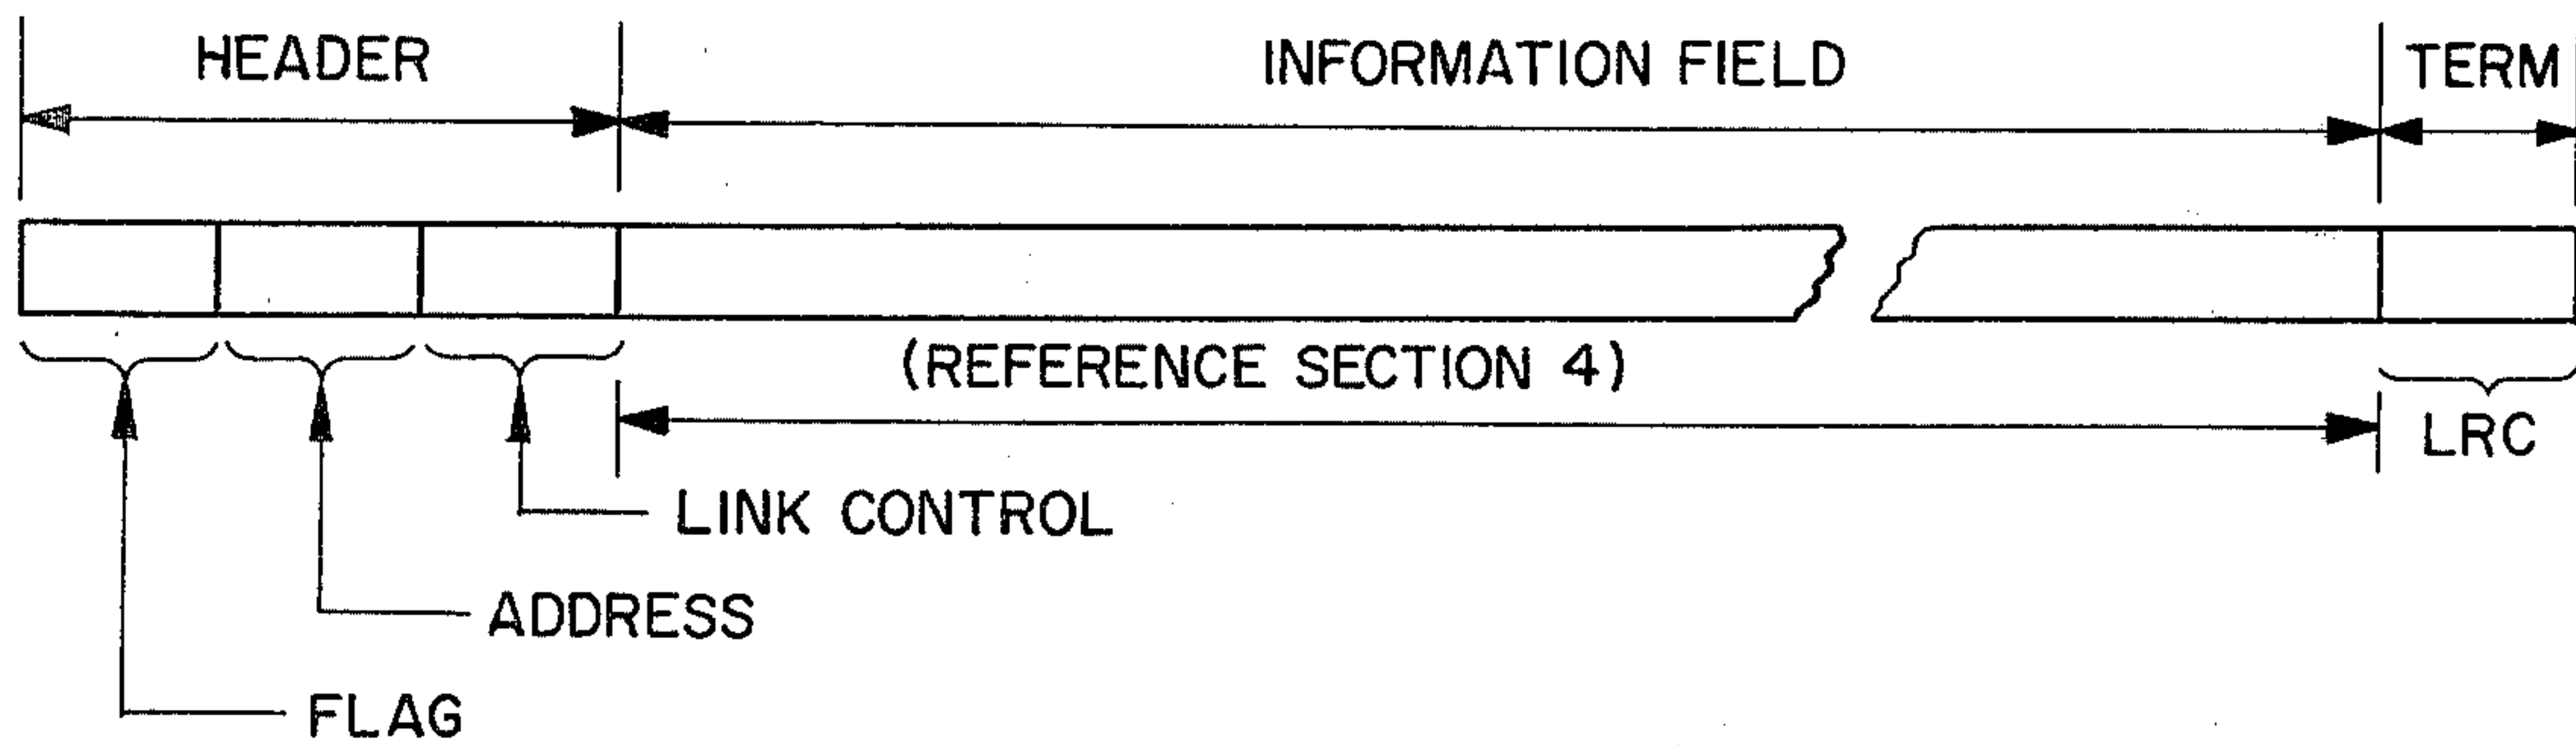 HEADER
INFORMATION FIELD
TERM
(REFERENCE SECTION 4)
LRC
LINK CONTROL
ADDRESS
FLAG